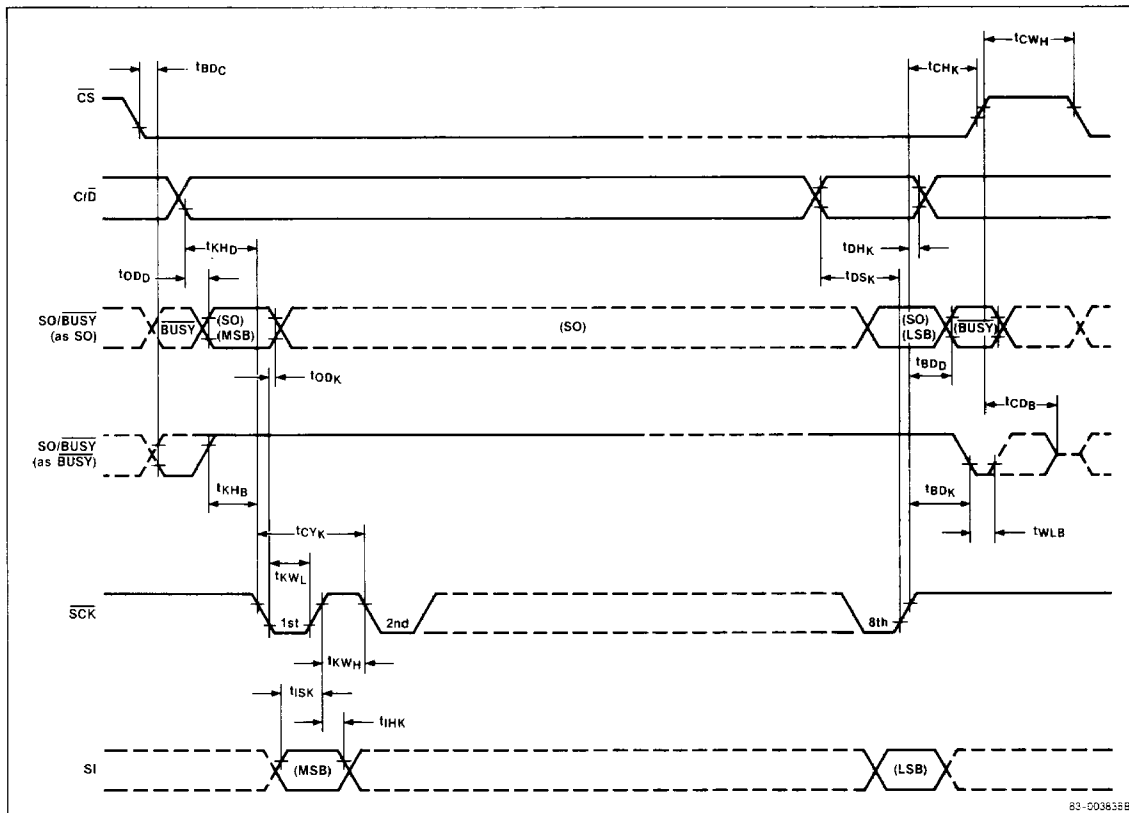 tCWH
tBDC
tCHK
CS
C/D
tKHD
tDHK
tODD
tDSK
SO/BUSY
(as SO)
BUSY
(SO)
(MSB)
(SO)
(SO)
(LSB)
(BUSY)
tODK
tBDD
tCDB
SO/BUSY
(as BUSY)
tKHB
tBDK
tCYK
tWLB
tKWL
SCK
1st
2nd
8th
tKWH
tISK
tIHK
SI
(MSB)
(LSB)
83-003838B